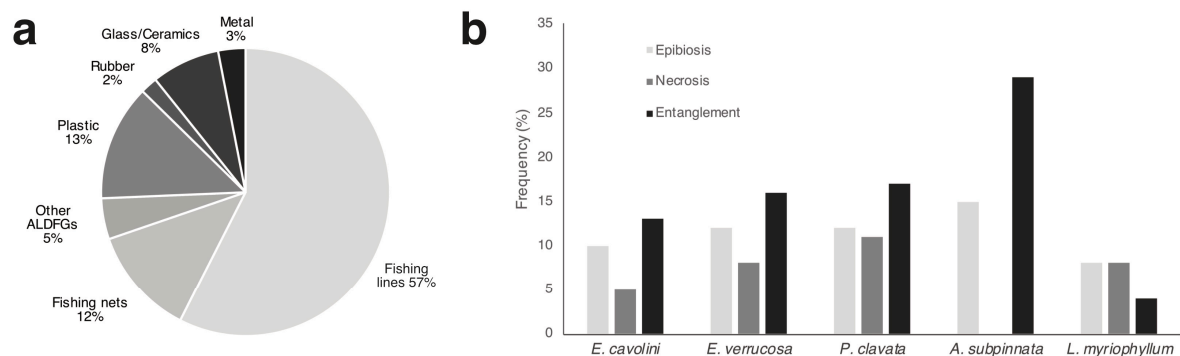 a
Metal
3%
Glass/Ceramics
8%
Rubber
2%
Plastic
13%
Other
ALDFGs
5%
Fishing nets
12%
Fishing
lines 57%
b
Frequency (%)
35
30
25
20
15
10
5
0
Epibiosis
Necrosis
Entanglement
E. cavolini
E. verrucosa
P. clavata
A. subpinnata
L. myriophyllum